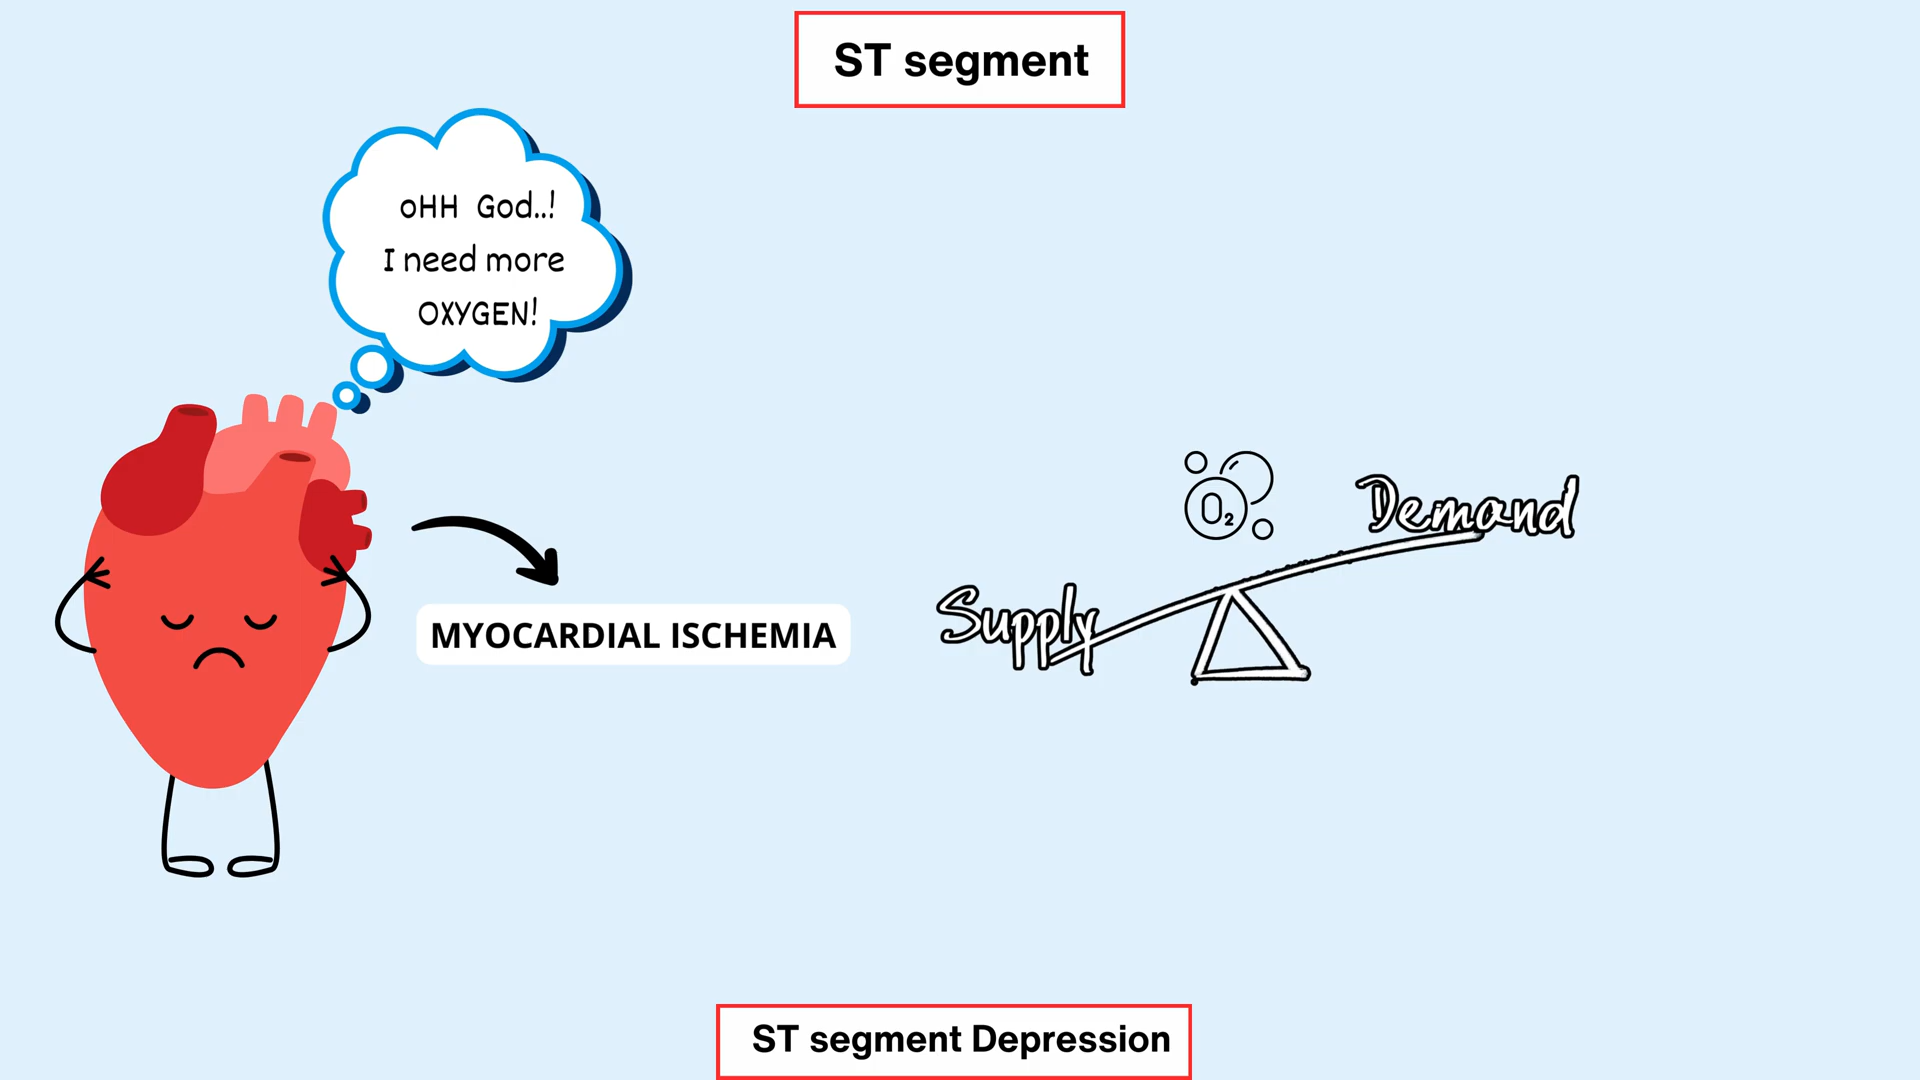 ST segment
oHH God..!
I need more
OXYGEN!
O₂
Demand
Supply
MYOCARDIAL ISCHEMIA
ST segment Depression